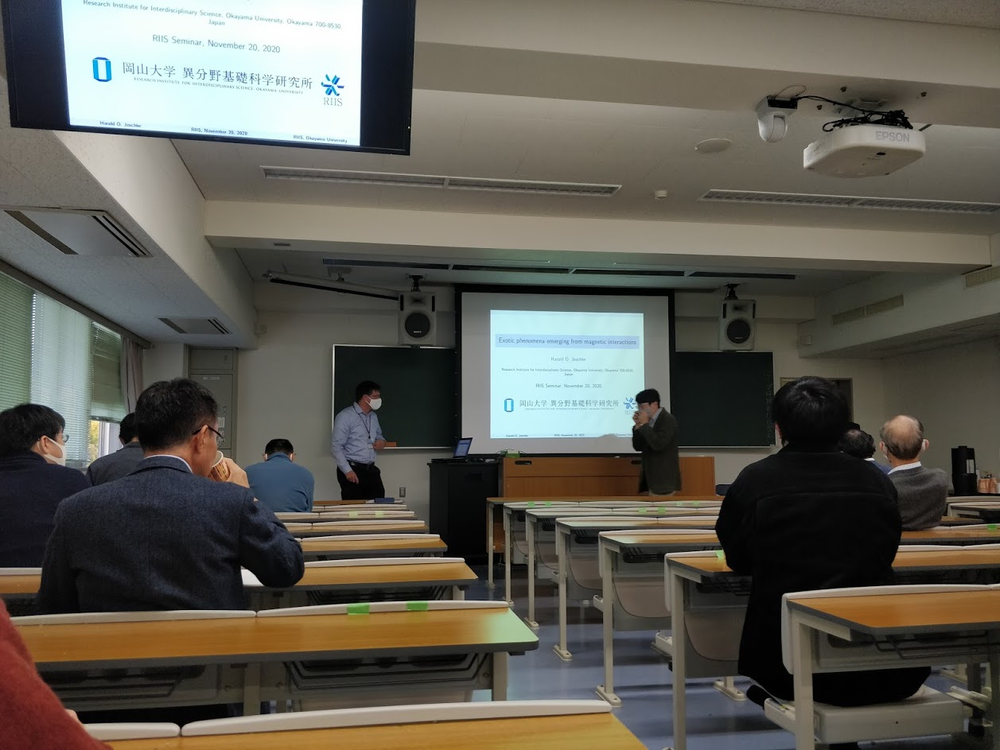 Research Institute for Interdisciplinary Science, Okayama University, Okayama 700-8530,
Japan
RIIS Seminar, November 20, 2020
岡山大学 異分野基礎科学研究所
RESEARCH INSTITUTE FOR INTERDISCIPLINARY SCIENCE, OKAYAMA UNIVERSITY
RIIS
Harald O. Jeschke
RIIS, November 20, 2020
RIIS, Okayama University
EPSON
Exotic phenomena emerging from magnetic interactions
Harald O. Jeschke
Research Institute for Interdisciplinary Science, Okayama University, Okayama 700-8530,
Japan
RIIS Seminar, November 20, 2020
岡山大学 異分野基礎科学研究所
Harald O. Jeschke
RIIS, November 20, 2020